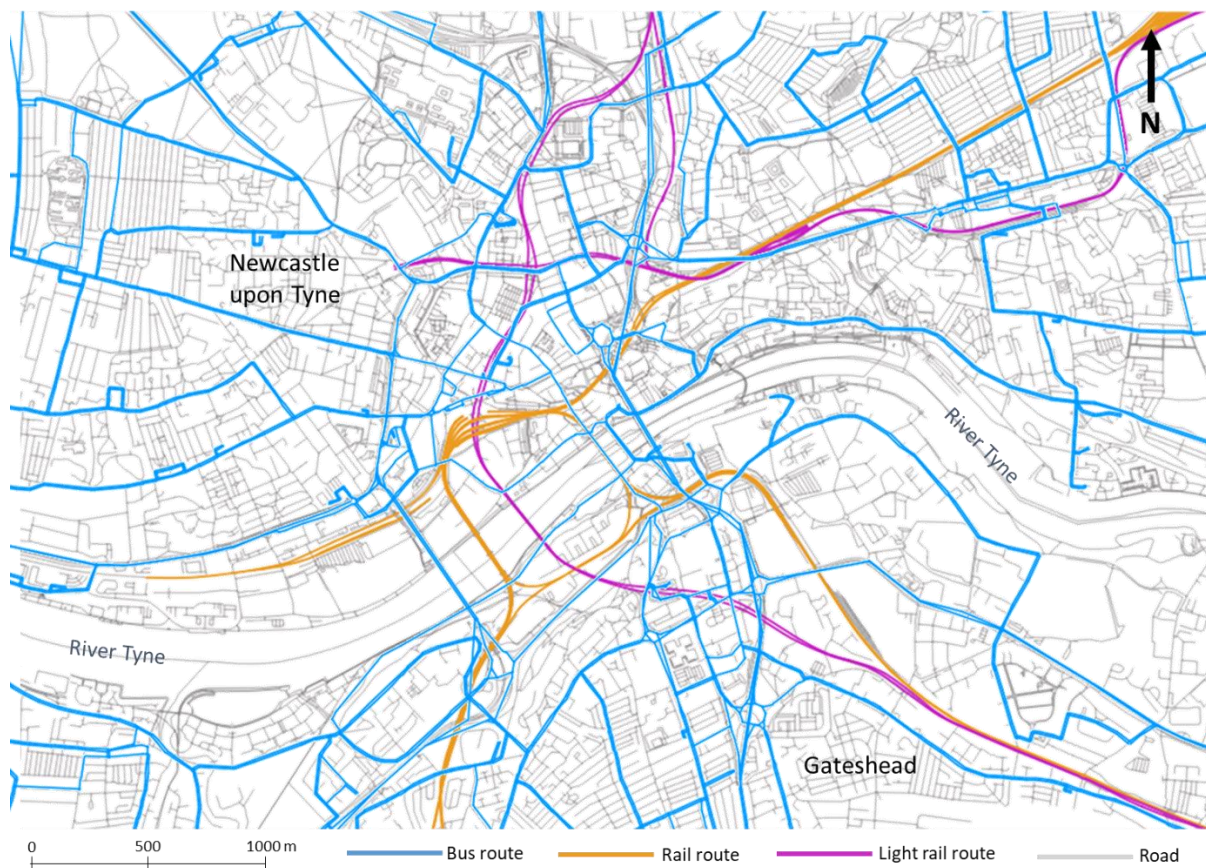 N
Newcastle
upon Tyne
River Tyne
River Tyne
Gateshead
0 500 1000 m
Bus route
Rail route
Light rail route
Road